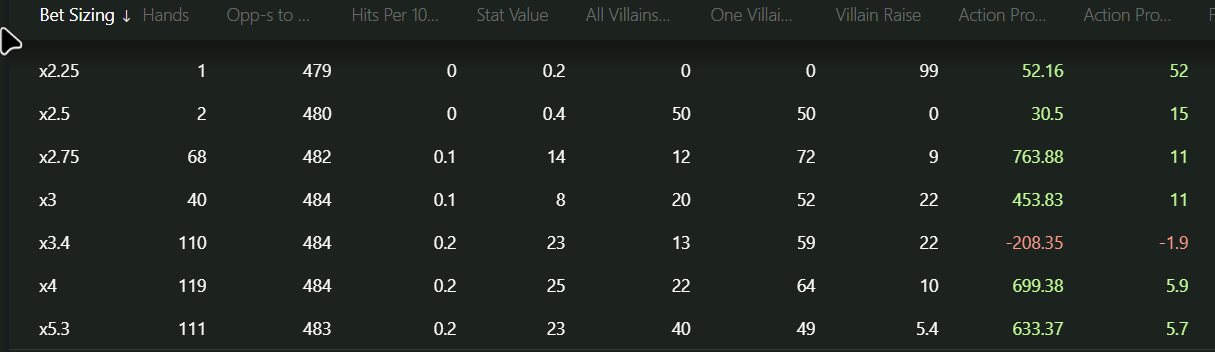 Bet Sizing ↓ Hands Opp-s to ... Hits Per 10... Stat Value All Villains... One Villai... Villain Raise Action Pro... Action Pro... F
x2.25 1 479 0 0.2 0 0 99 52.16 52
x2.5 2 480 0 0.4 50 50 0 30.5 15
x2.75 68 482 0.1 14 12 72 9 763.88 11
x3 40 484 0.1 8 20 52 22 453.83 11
x3.4 110 484 0.2 23 13 59 22 -208.35 -1.9
x4 119 484 0.2 25 22 64 10 699.38 5.9
x5.3 111 483 0.2 23 40 49 5.4 633.37 5.7